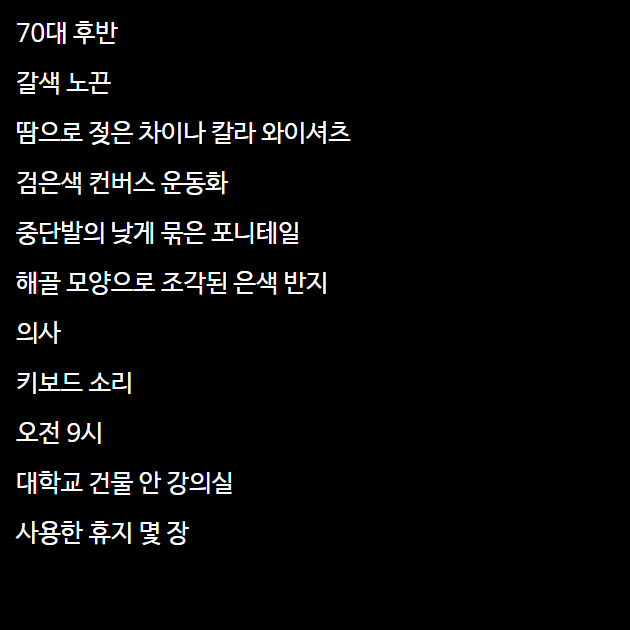 70대 후반
갈색 노끈
땀으로 젖은 차이나 칼라 와이셔츠
검은색 컨버스 운동화
중단발의 낮게 묶은 포니테일
해골 모양으로 조각된 은색 반지
의사
키보드 소리
오전 9시
대학교 건물 안 강의실
사용한 휴지 몇 장